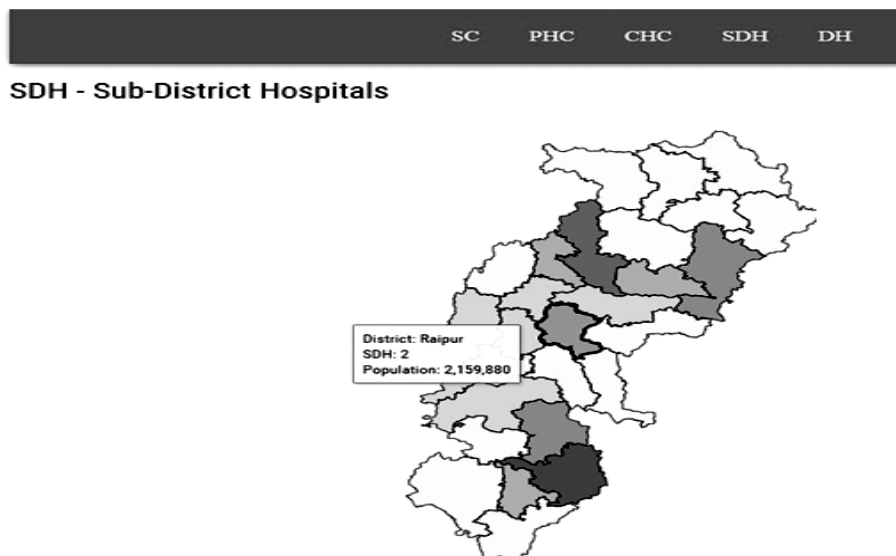 SC PHC CHC SDH DH
SDH - Sub-District Hospitals
District: Raipur
SDH: 2
Population: 2,159,880